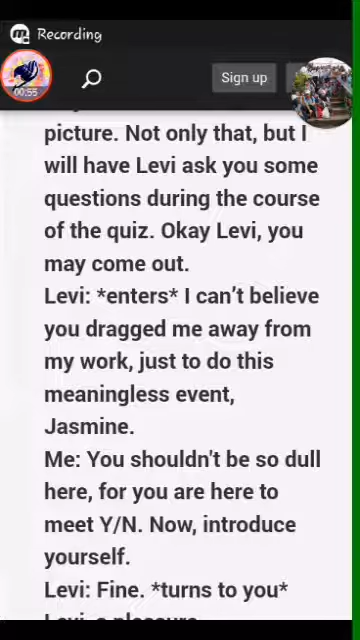 Recording
00:55
Sign up
picture. Not only that, but I
will have Levi ask you some
questions during the course
of the quiz. Okay Levi, you
may come out.
Levi: *enters* I can't believe
you dragged me away from
my work, just to do this
meaningless event,
Jasmine.
Me: You shouldn't be so dull
here, for you are here to
meet Y/N. Now, introduce
yourself.
Levi: Fine. *turns to you*